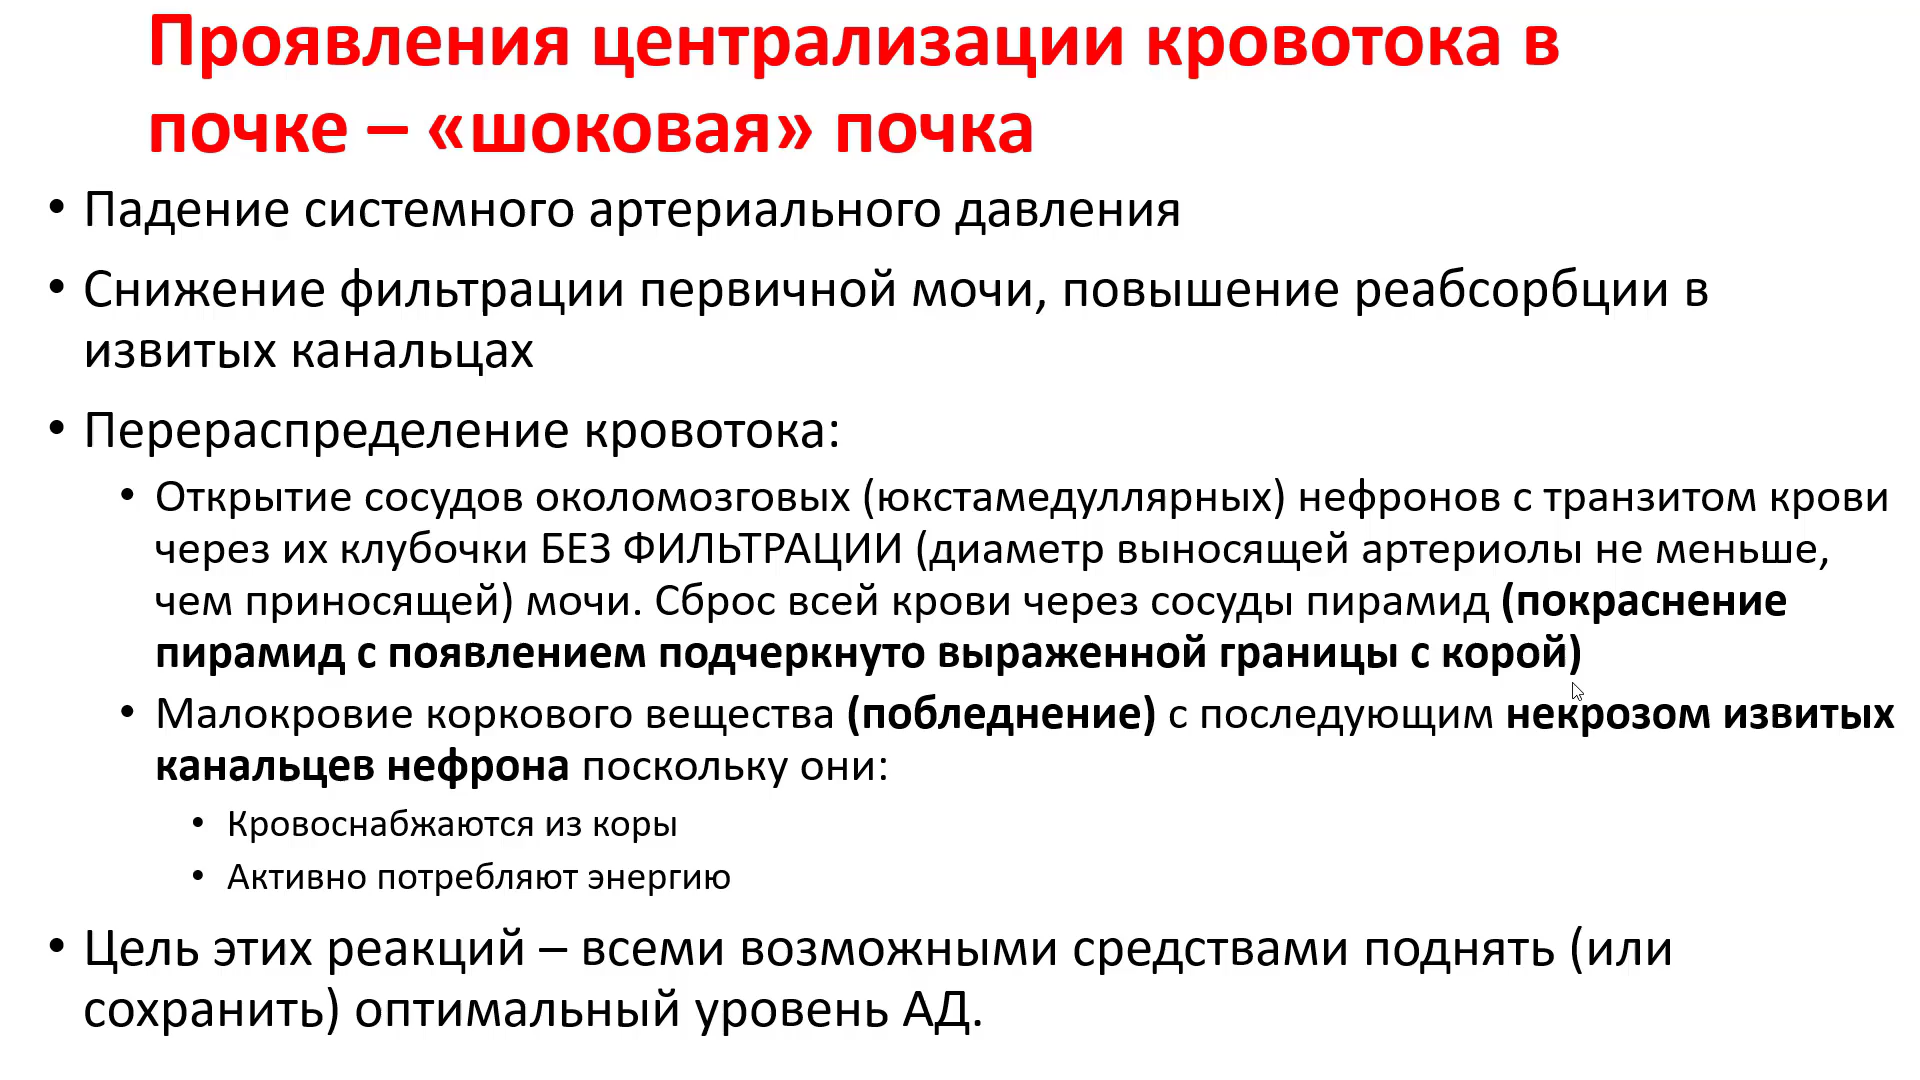 Проявления централизации кровотока в
почке – «шоковая» почка
• Падение системного артериального давления
• Снижение фильтрации первичной мочи, повышение реабсорбции в
извитых канальцах
• Перераспределение кровотока:
• Открытие сосудов околомозговых (юкстамедуллярных) нефронов с транзитом крови
через их клубочки БЕЗ ФИЛЬТРАЦИИ (диаметр выносящей артериолы не меньше,
чем приносящей) мочи. Сброс всей крови через сосуды пирамид (покраснение
пирамид с появлением подчеркнуто выраженной границы с корой)
• Малокровие коркового вещества (побледнение) с последующим некрозом извитых
канальцев нефрона поскольку они:
• Кровоснабжаются из коры
• Активно потребляют энергию
• Цель этих реакций – всеми возможными средствами поднять (или
сохранить) оптимальный уровень АД.